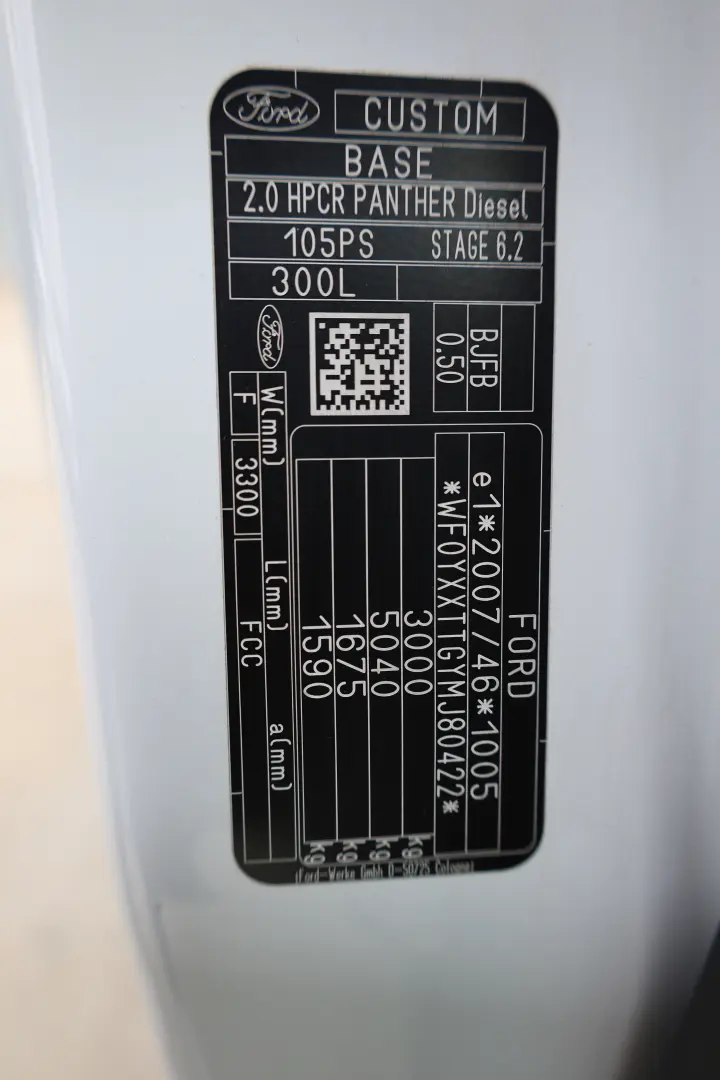 Ford
CUSTOM
BASE
2.0 HPCR PANTHER Diesel
105PS STAGE 6.2
300L
Ford
BJFB
0.50
FORD
e1*2007/46*1005
*WF0YXXTTGYMJ80422*
3000 kg
5040 kg
1675 kg
1590 kg
W(mm) L(mm) a(mm)
F 3300 FCC
(Ford-Werke Gmbh D-50725 Cologne)